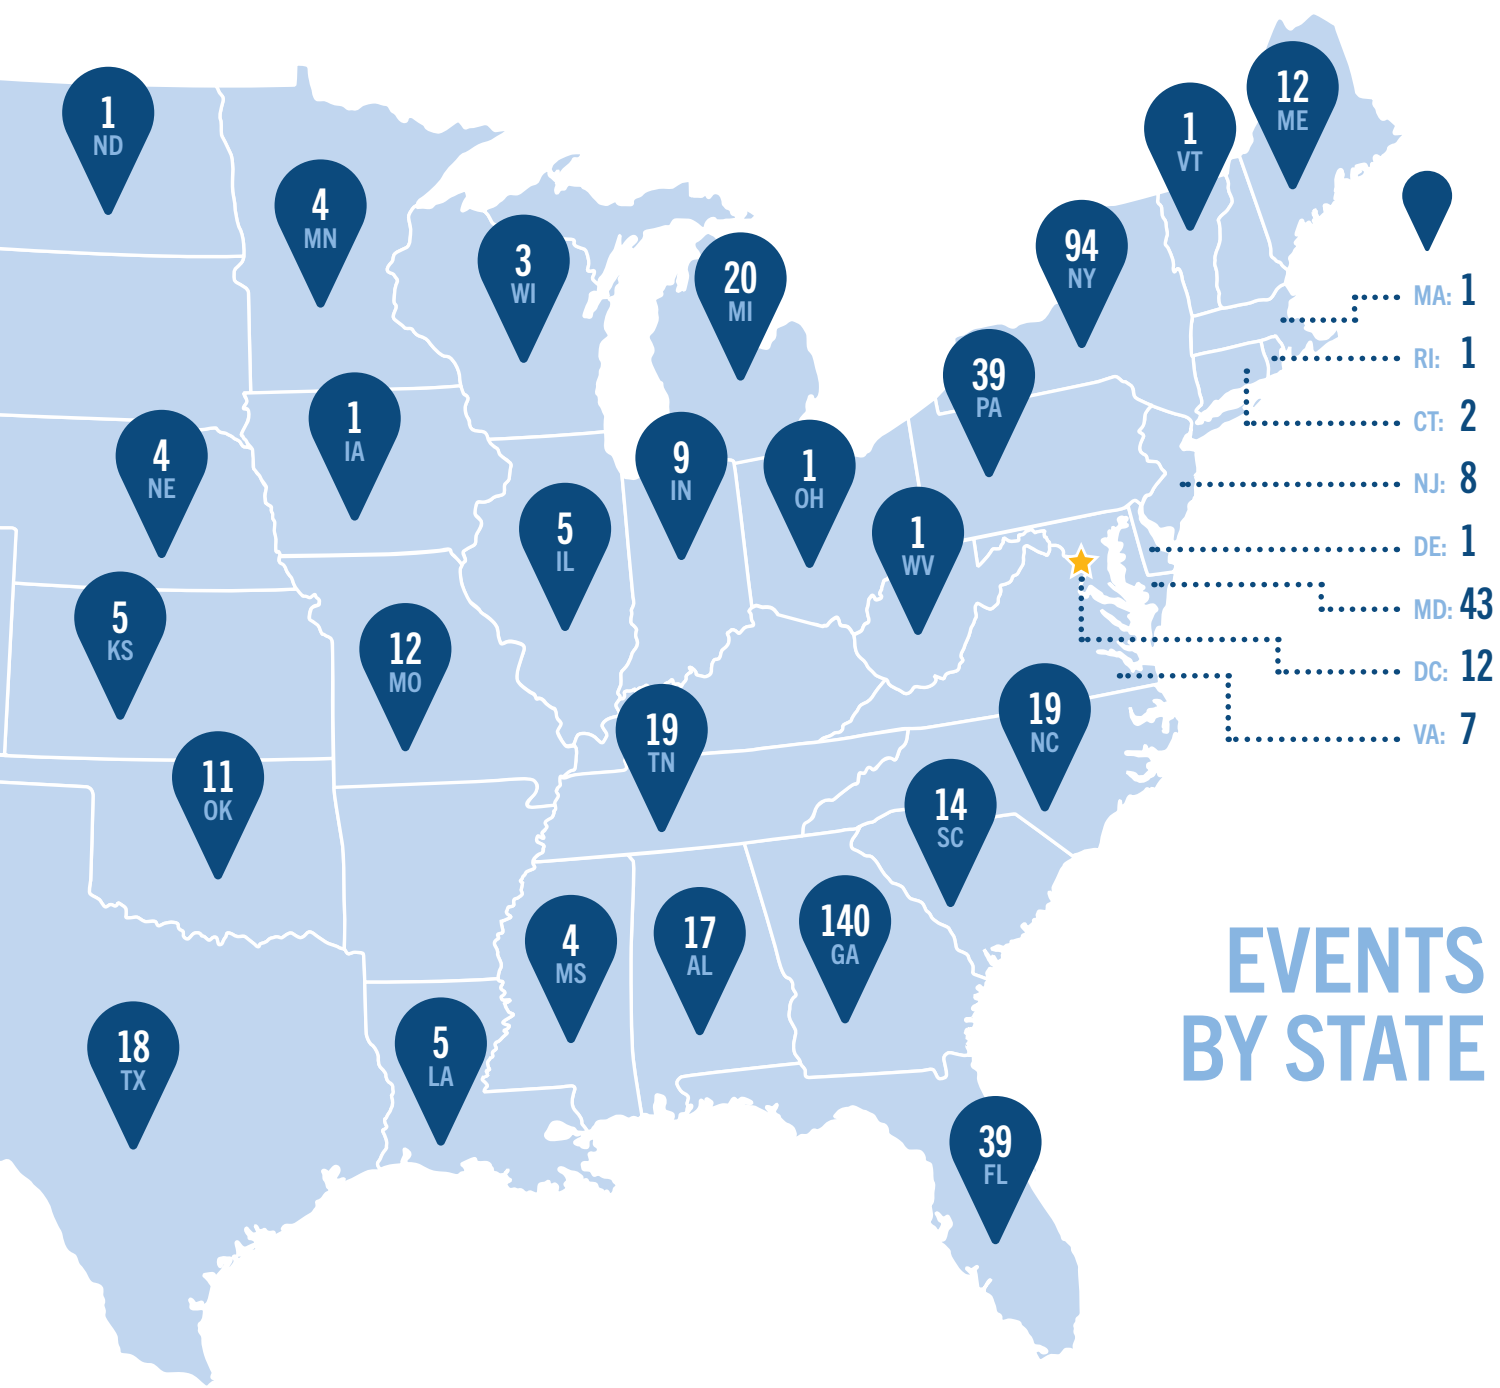 12
ME
1
ND
1
VT
4
MN
94
NY
3
WI
20
MI
MA: 1
RI: 1
39
PA
1
IA
CT: 2
4
NE
9
IN
1
OH
NJ: 8
5
IL
1
WV
DE: 1
5
KS
MD: 43
12
MO
DC: 12
19
TN
19
NC
VA: 7
11
OK
14
SC
4
MS
17
AL
140
GA
EVENTS
BY STATE
18
TX
5
LA
39
FL